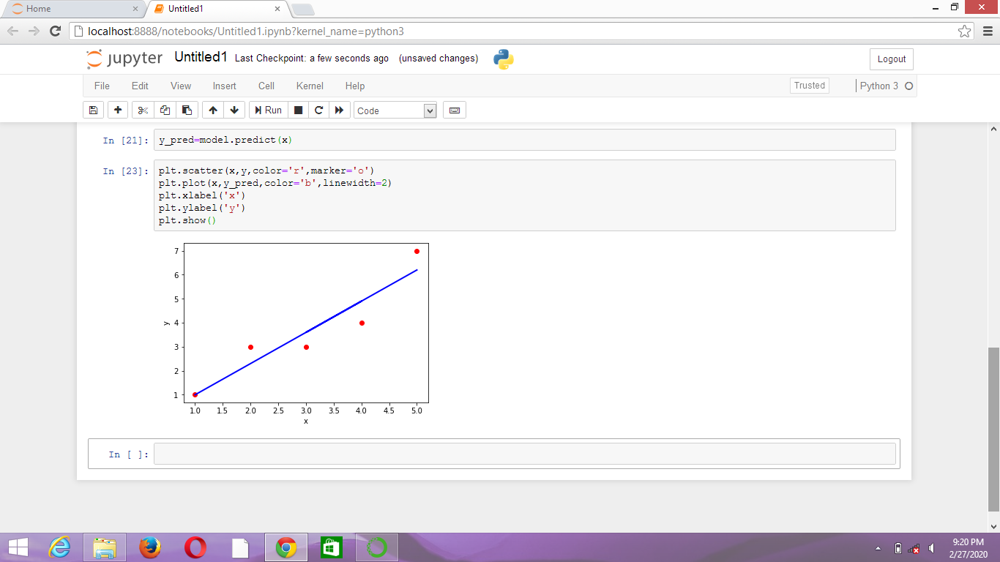 Home
Untitled1
localhost:8888/notebooks/Untitled1.ipynb?kernel_name=python3
jupyter Untitled1 Last Checkpoint: a few seconds ago (unsaved changes)
Logout
File Edit View Insert Cell Kernel Help
Trusted
Python 3
Run
Code
In [21]: y_pred=model.predict(x)
In [23]: plt.scatter(x,y,color='r',marker='o')
plt.plot(x,y_pred,color='b',linewidth=2)
plt.xlabel('x')
plt.ylabel('y')
plt.show()
7
6
5
4
3
2
1
y
1.0 1.5 2.0 2.5 3.0 3.5 4.0 4.5 5.0
x
In [ ]:
9:20 PM
2/27/2020